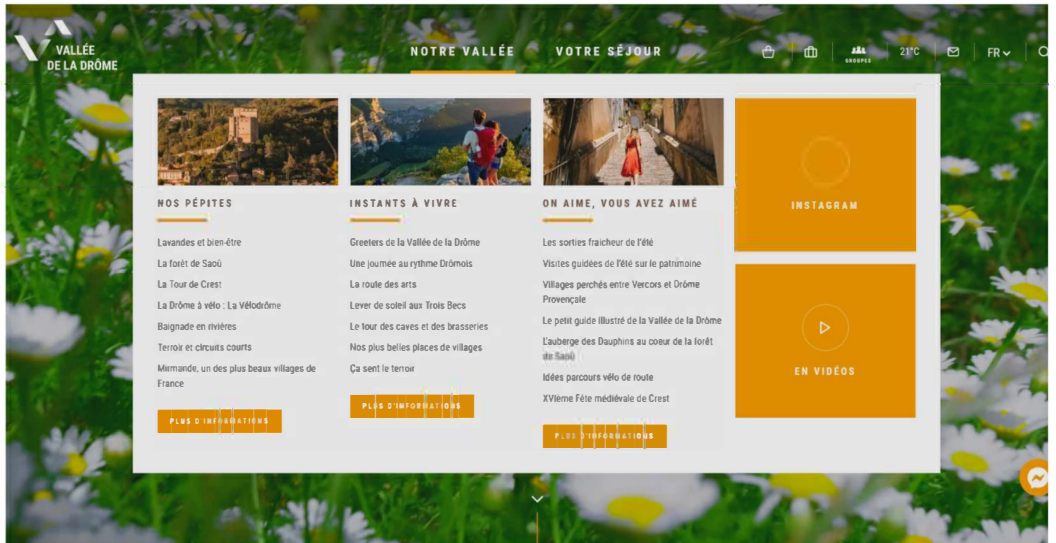 VALLÉE
DE LA DRÔME
NOTRE VALLÉE
VOTRE SÉJOUR
GROUPES
21°C
FR
NOS PÉPITES
Lavandes et bien-être
La forêt de Saoû
La Tour de Crest
La Drôme à vélo : La Vélodrôme
Baignade en rivières
Terroir et circuits courts
Mirmande, un des plus beaux villages de
France
PLUS D'INFORMATIONS
INSTANTS À VIVRE
Greeters de la Vallée de la Drôme
Une journée au rythme Drômois
La route des arts
Lever de soleil aux Trois Becs
Le tour des caves et des brasseries
Nos plus belles places de villages
Ça sent le terroir
PLUS D'INFORMATIONS
ON AIME, VOUS AVEZ AIMÉ
Les sorties fraicheur de l'été
Visites guidées de l'été sur le patrimoine
Villages perchés entre Vercors et Drôme
Provençale
Le petit guide illustré de la Vallée de la Drôme
L'auberge des Dauphins au coeur de la forêt
de Saoû
Idées parcours vélo de route
XVIème Fête médiévale de Crest
PLUS D'INFORMATIONS
INSTAGRAM
EN VIDÉOS